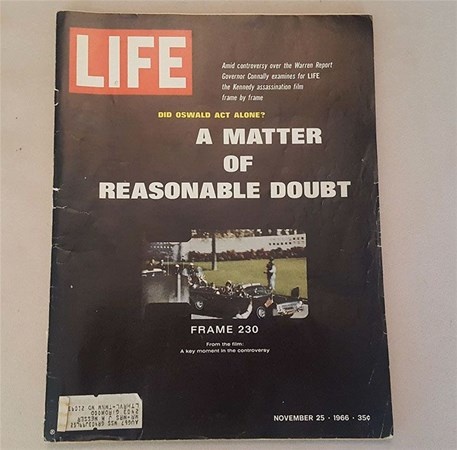 LIFE
Amid controversy over the Warren Report
Governor Connally examines for LIFE
the Kennedy assassination film
frame by frame
DID OSWALD ACT ALONE?
A MATTER
OF
REASONABLE DOUBT
FRAME 230
From the film:
A key moment in the controversy
NOVEMBER 25 · 1966 · 35¢